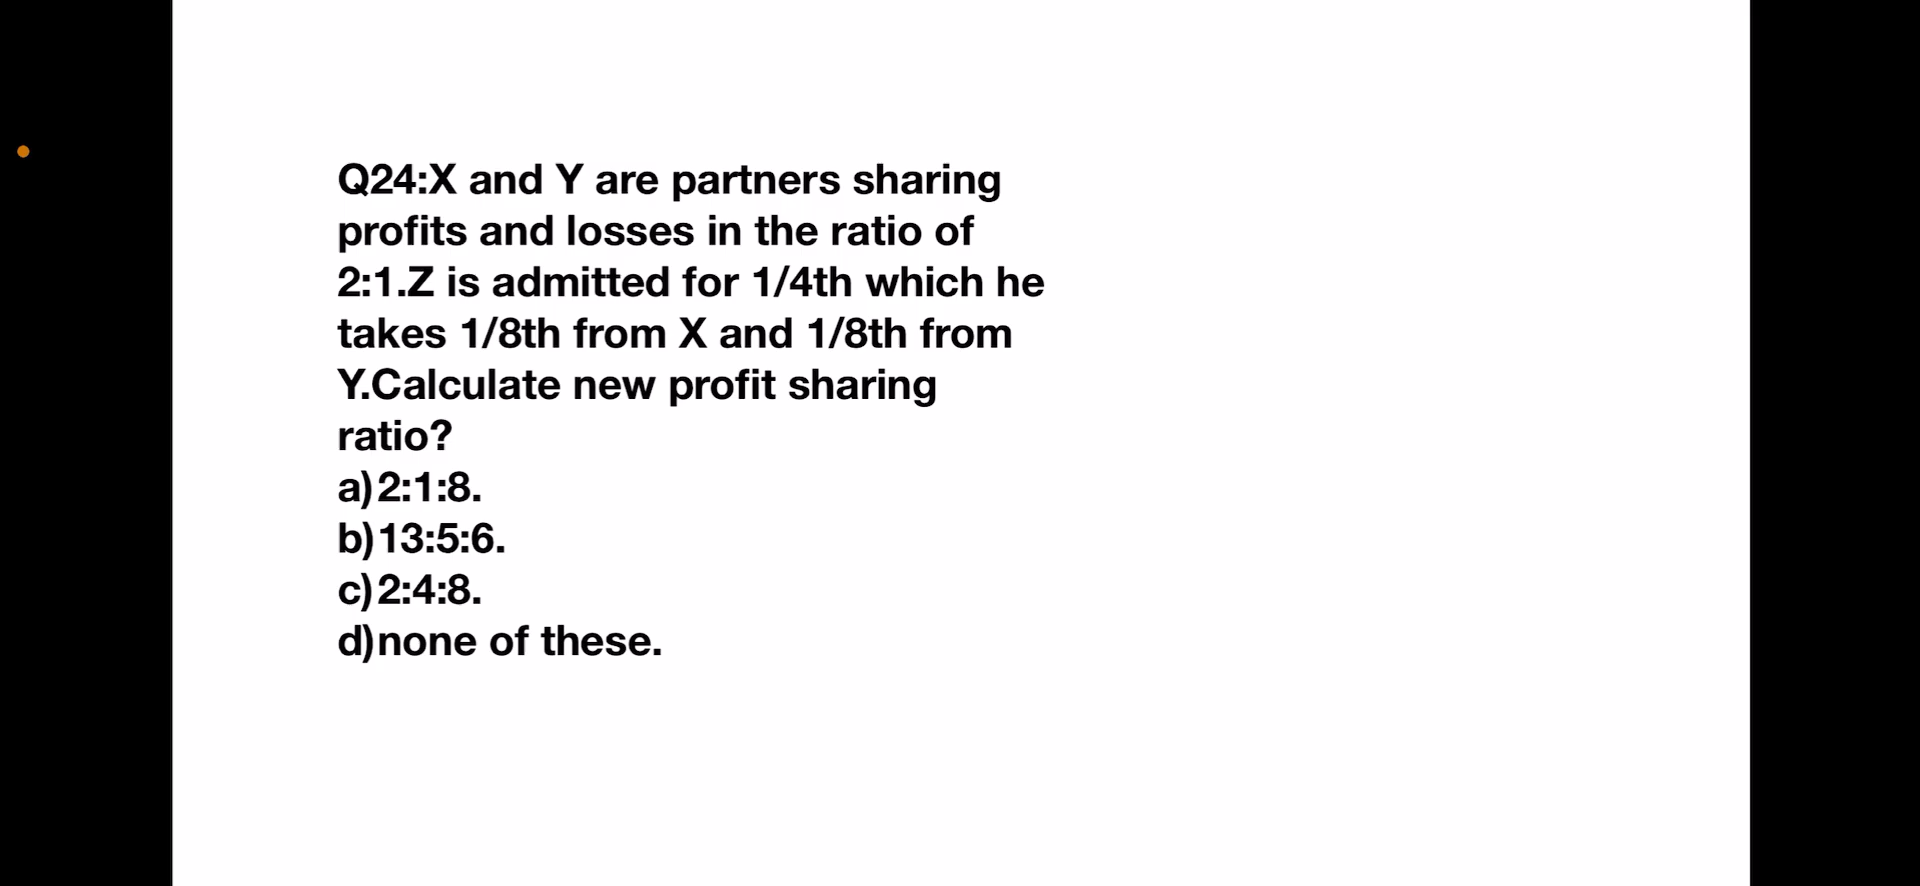 Q24:X and Y are partners sharing
profits and losses in the ratio of
2:1.Z is admitted for 1/4th which he
takes 1/8th from X and 1/8th from
Y.Calculate new profit sharing
ratio?
a)2:1:8.
b)13:5:6.
c)2:4:8.
d)none of these.